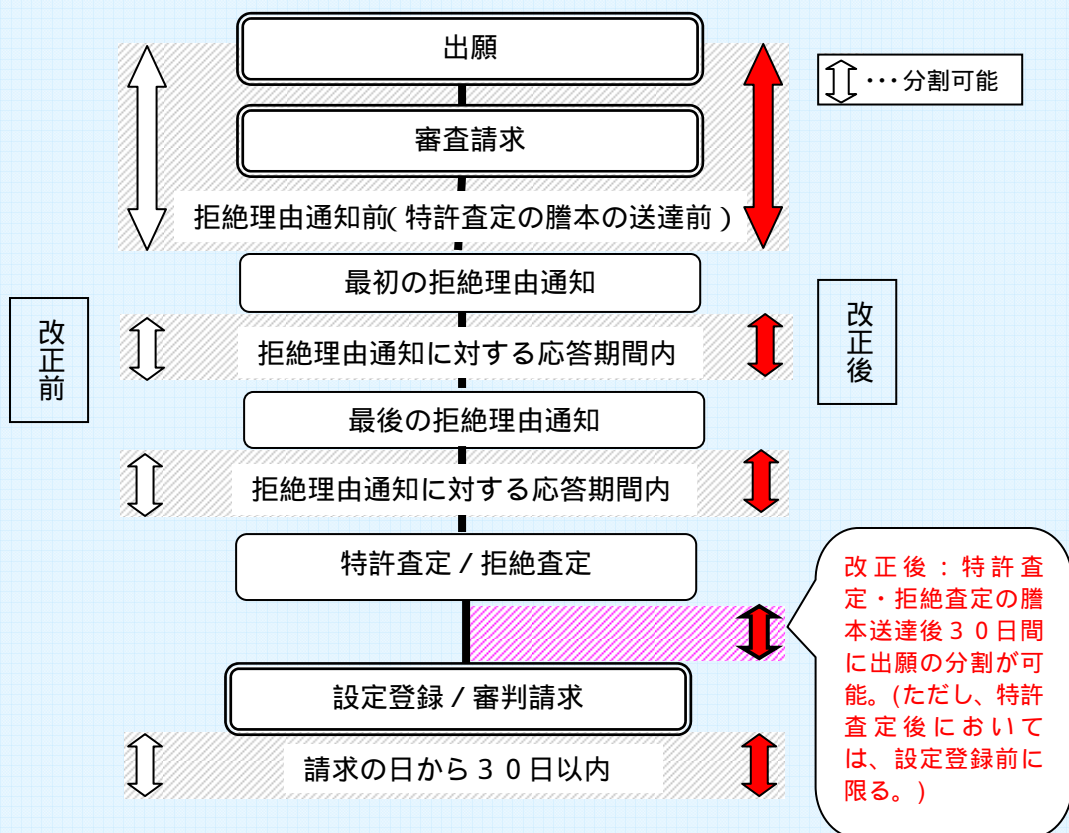 出願
･･･分割可能
審査請求
拒絶理由通知前(特許査定の謄本の送達前)
最初の拒絶理由通知
改正前
改正後
拒絶理由通知に対する応答期間内
最後の拒絶理由通知
拒絶理由通知に対する応答期間内
特許査定/拒絶査定
改正後:特許査
定・拒絶査定の謄
本送達後30日間
に出願の分割が可
能。(ただし、特許
査定後において
は、設定登録前に
限る。)
設定登録/審判請求
請求の日から30日以内